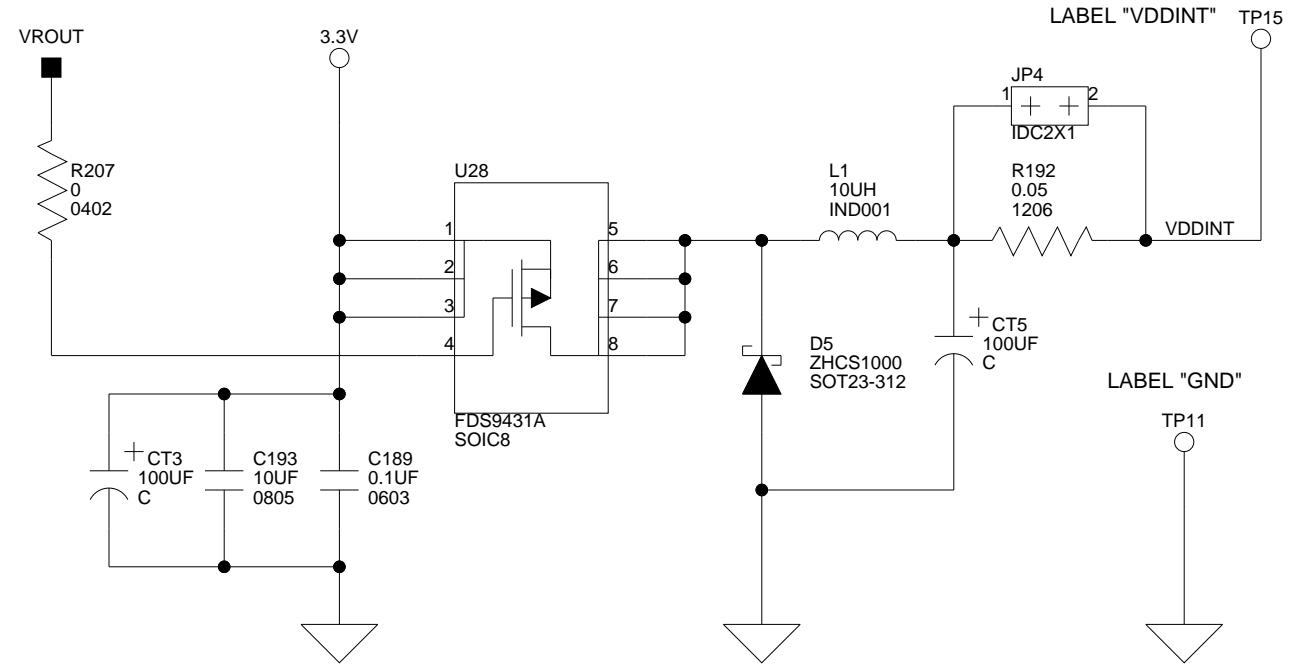 LABEL "VDDINT"
TP15
VROUT
3.3V
JP4
1
2
IDC2X1
R207
0
0402
U28
L1
10UH
IND001
R192
0.05
1206
VDDINT
1
2
3
4
5
6
7
8
FDS9431A
SOIC8
D5
ZHCS1000
SOT23-312
CT5
100UF
C
LABEL "GND"
TP11
CT3
100UF
C
C193
10UF
0805
C189
0.1UF
0603